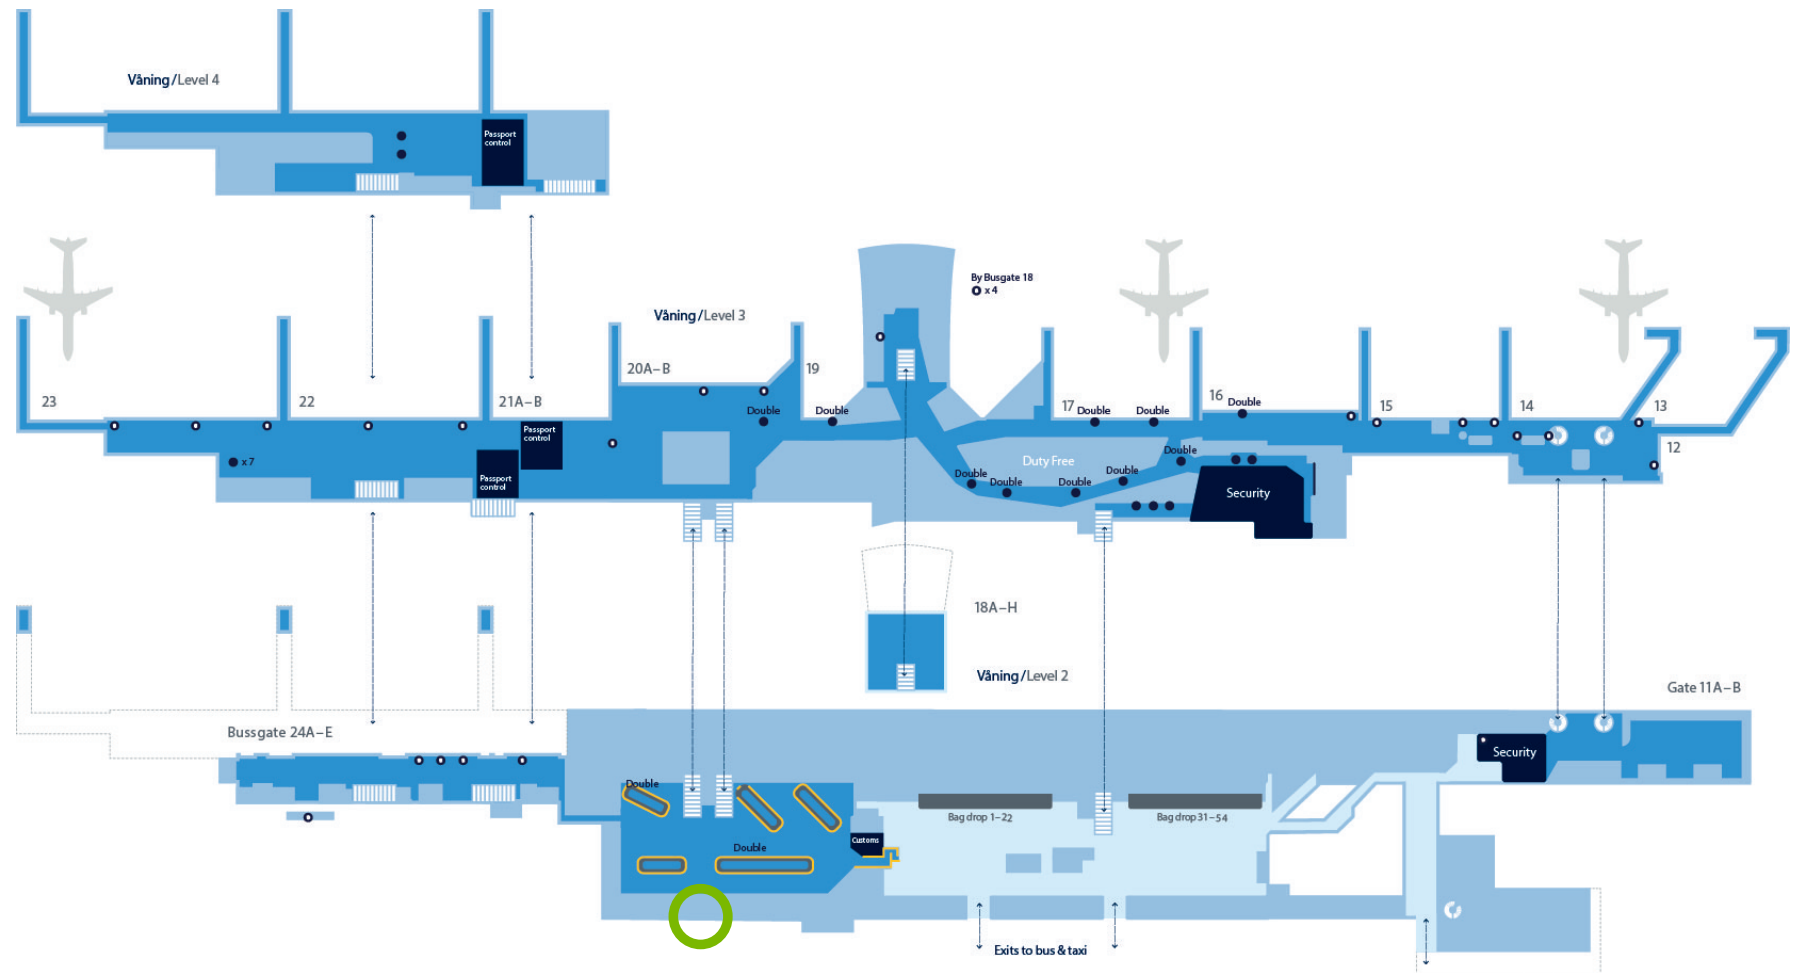 Våning/Level 4
Passport
control
By Busgate 18
x 4
Våning/Level 3
20A–B
19
23
22
21A–B
Double
Double
17
Double
Double
16
Double
15
14
13
12
Passport
control
x 7
Passport
control
Duty Free
Double
Double
Double
Double
Double
Security
18A–H
Våning/Level 2
Gate 11A–B
Bussgate 24A–E
Security
Double
Bag drop 1–22
Bag drop 31–54
Customs
Double
Exits to bus & taxi